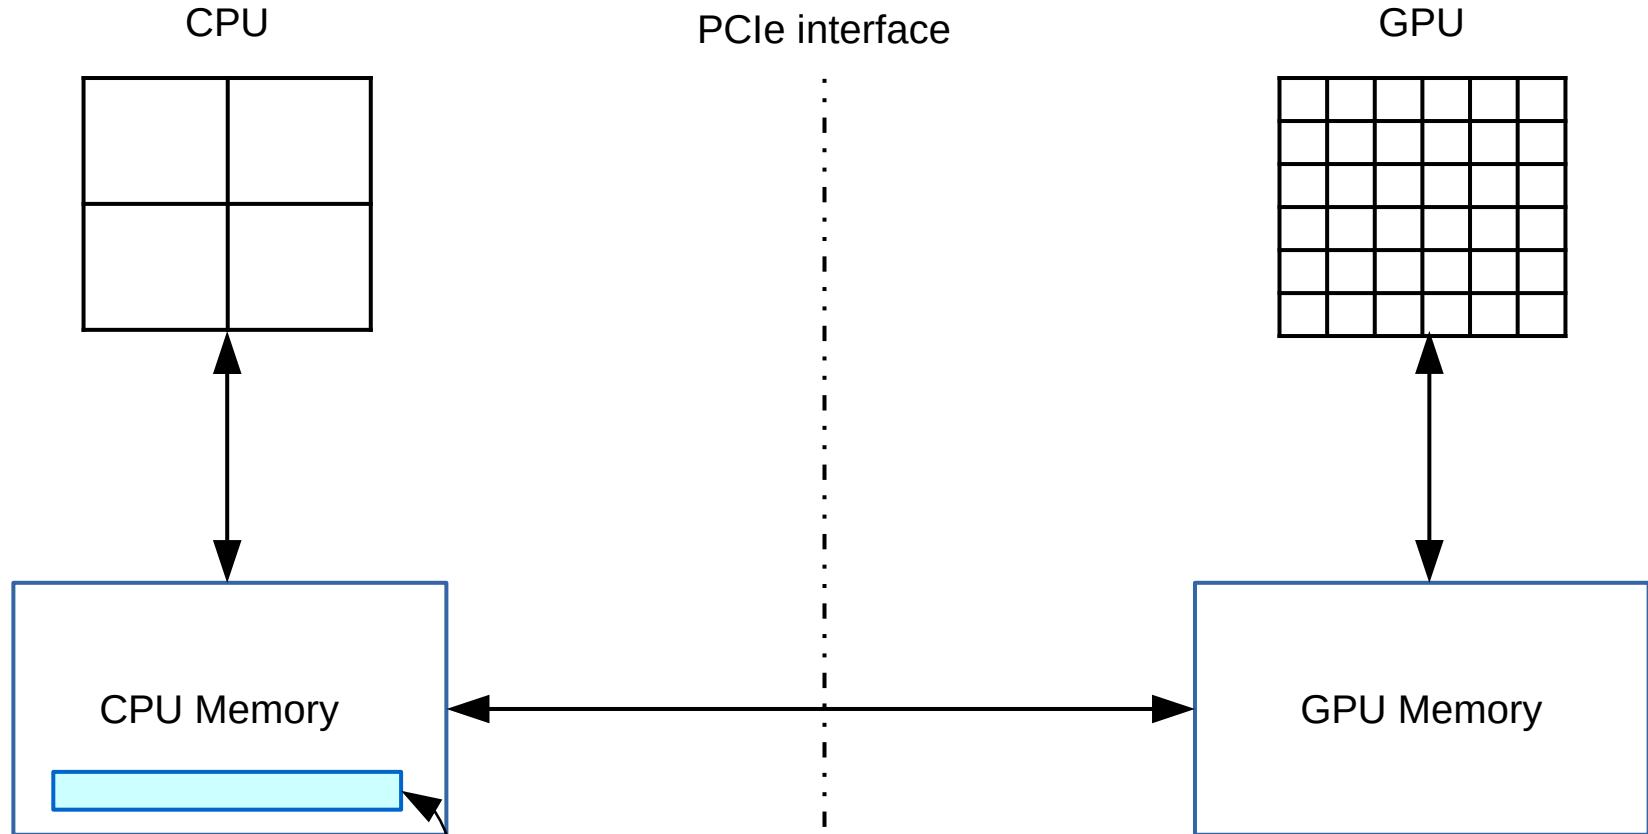 CPU
PCIe interface
GPU
CPU Memory
GPU Memory